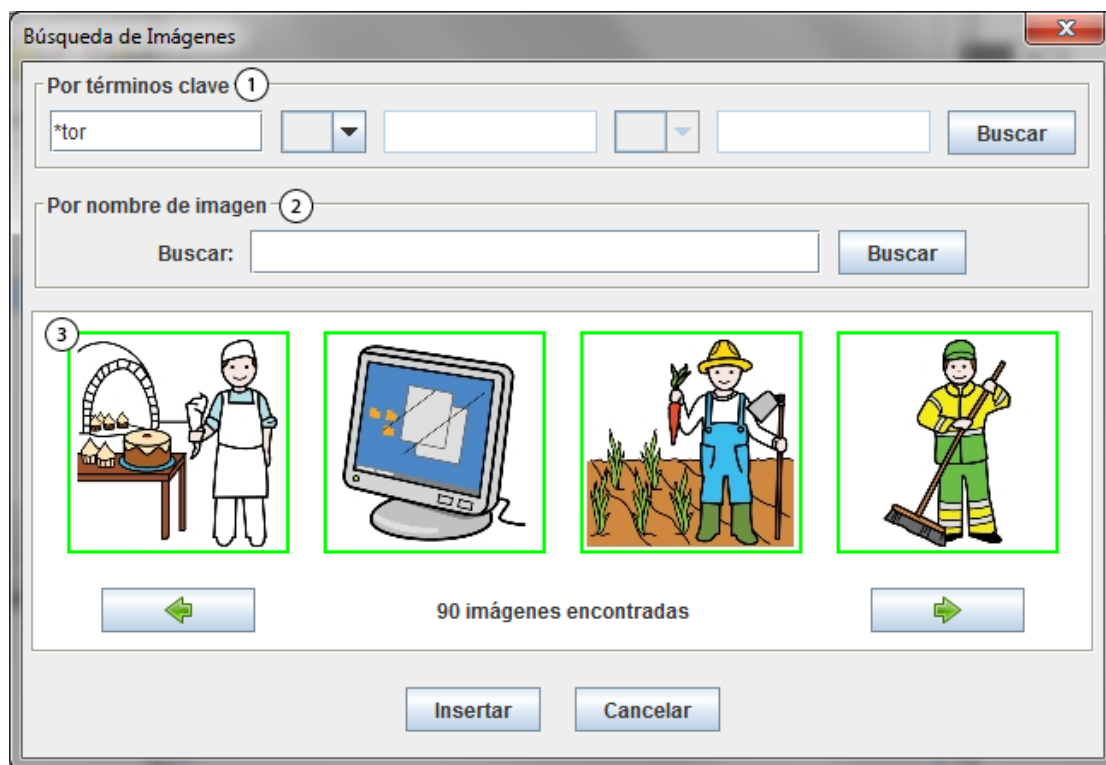 Búsqueda de Imágenes
x
Por términos clave 1
*tor
Buscar
Por nombre de imagen 2
Buscar:
Buscar
3
90 imágenes encontradas
Insertar
Cancelar